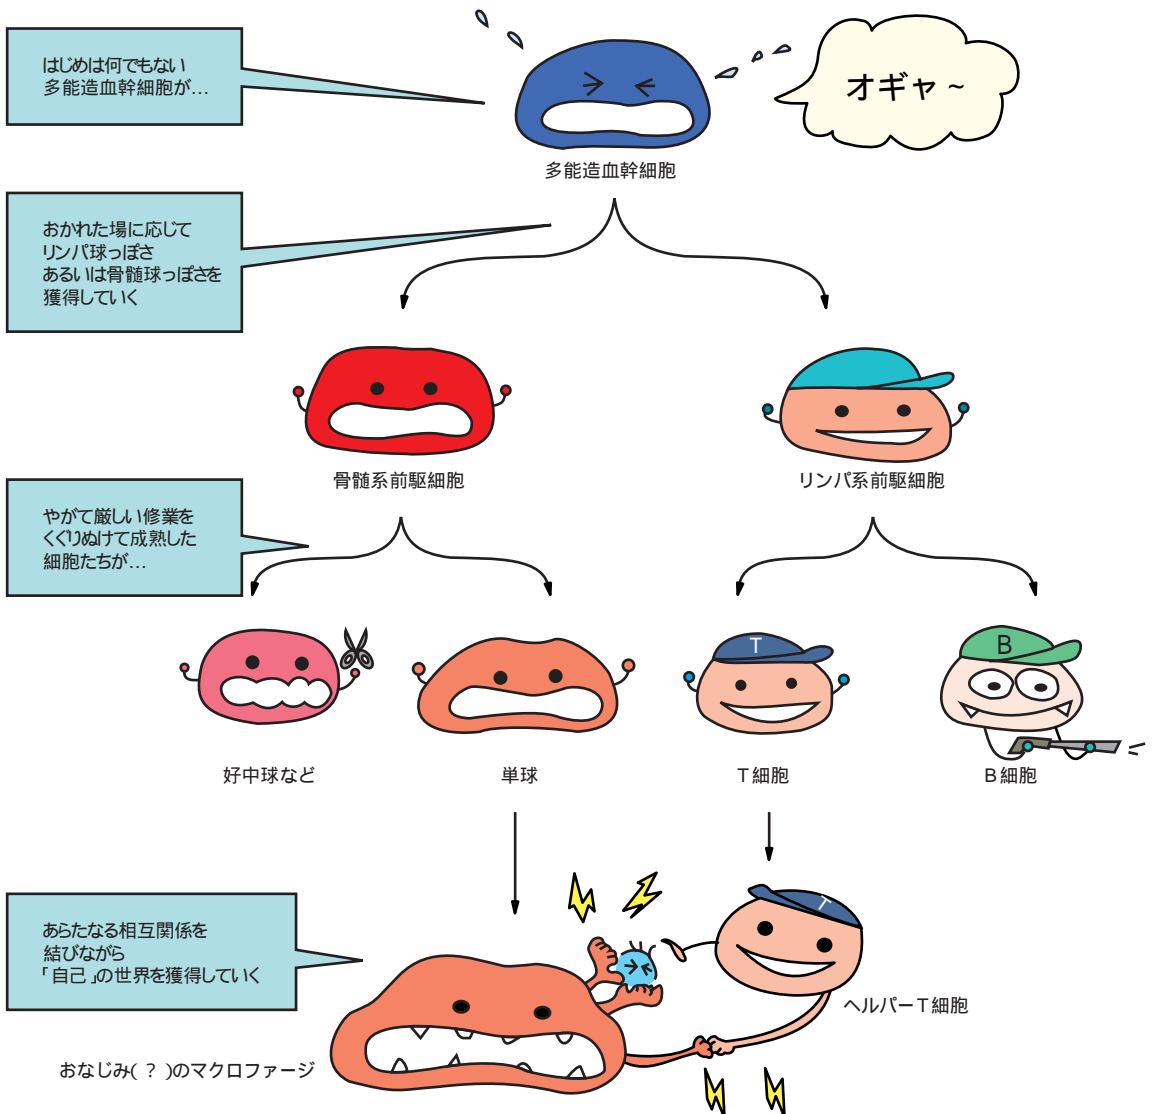 はじめは何でもない
多能造血幹細胞が…
オギャ～
多能造血幹細胞
おかれた場に応じて
リンパ球っぽさ
あるいは骨髄球っぽさを
獲得していく
骨髄系前駆細胞
リンパ系前駆細胞
やがて厳しい修業を
くぐりぬけて成熟した
細胞たちが…
T
B
好中球など
単球
T細胞
B細胞
あらたなる相互関係を
結びながら
「自己」の世界を獲得していく
T
ヘルパーT細胞
おなじみ(？)のマクロファージ